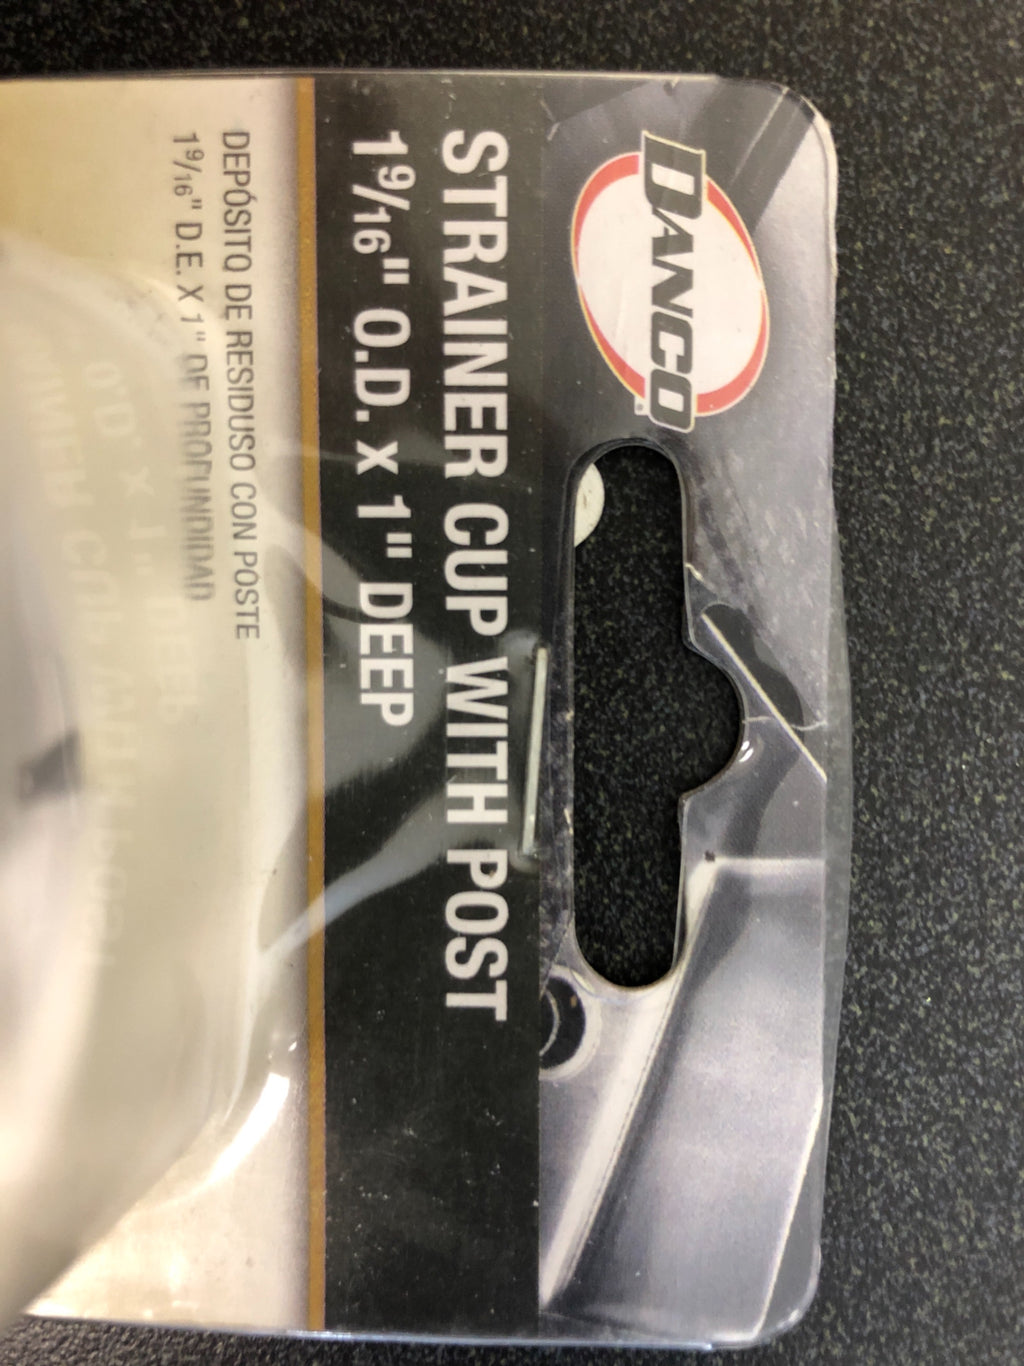 DANCO®
STRAINER CUP WITH POST
1 9/16" O.D. x 1" DEEP
DEPÓSITO DE RESIDUSO CON POSTE
1 9/16" D.E. X 1" DE PROFUNDIDAD